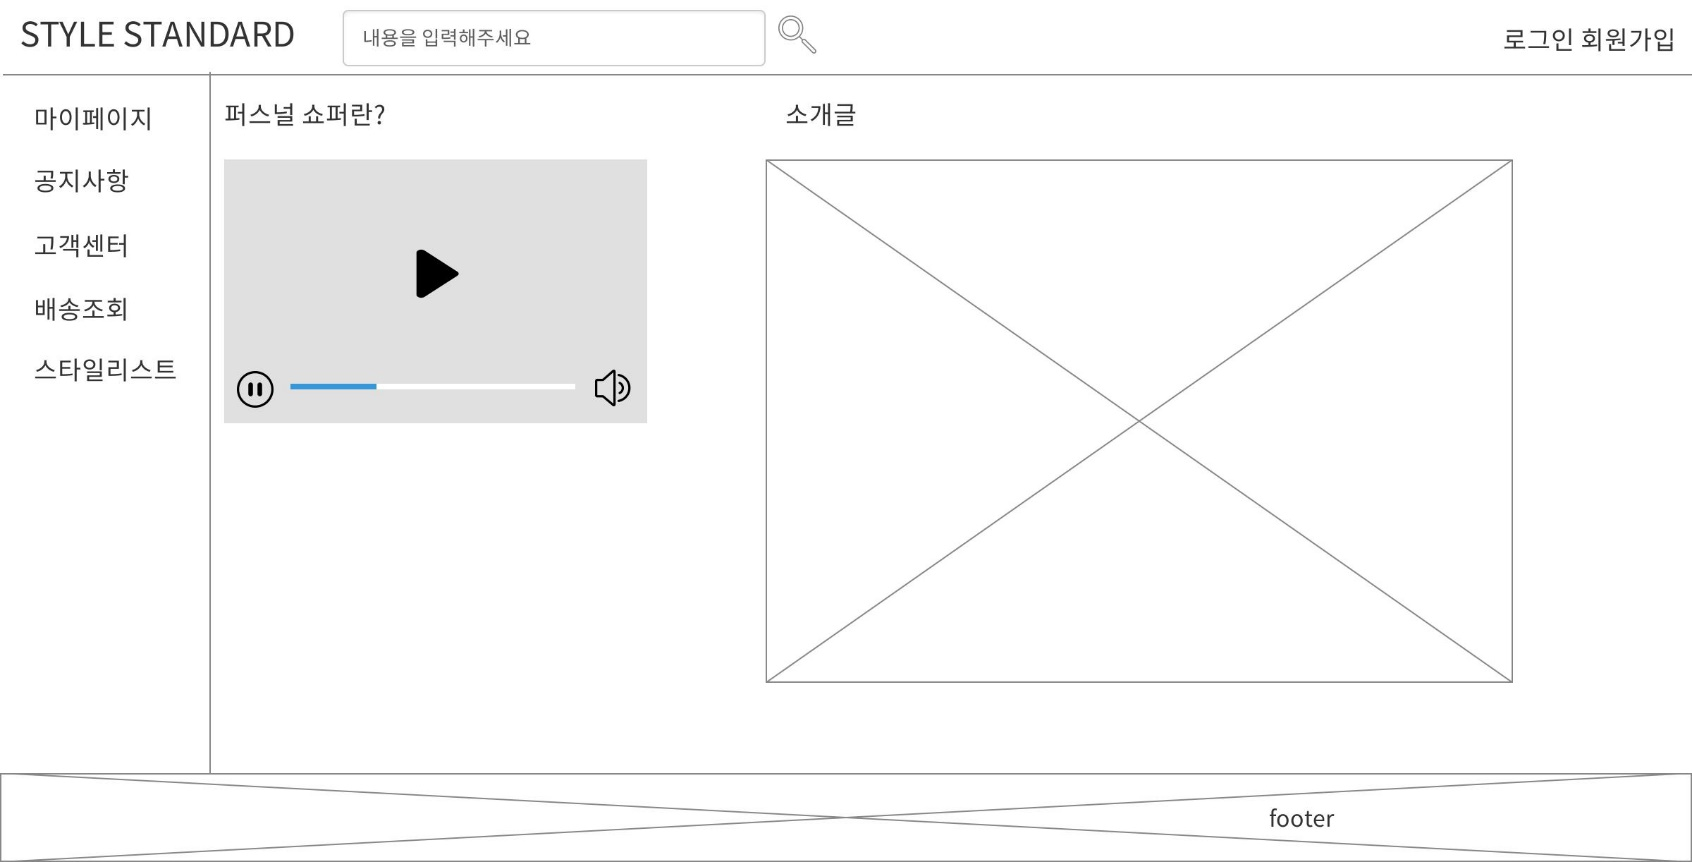 STYLE STANDARD
내용을 입력해주세요
로그인 회원가입
마이페이지
공지사항
고객센터
배송조회
스타일리스트
퍼스널 쇼퍼란?
소개글
footer